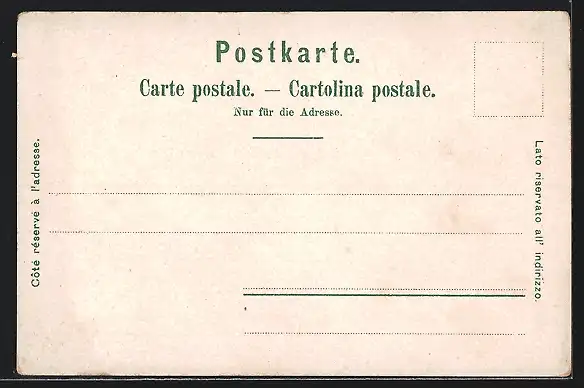 Postkarte.
Carte postale. — Cartolina postale.
Nur für die Adresse.
Côté réservé à l'adresse.
Lato riservato all' indirizzo.